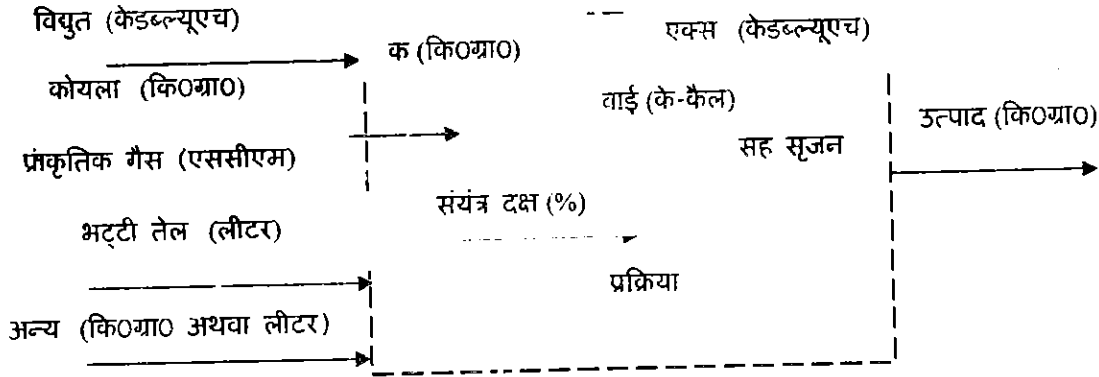 विद्युत (केडब्ल्यूएच)
क (कि0ग्रा0)
एक्स (केडब्ल्यूएच)
कोयला (कि0ग्रा0)
वाई (के-कैल)
उत्पाद (कि0ग्रा0)
प्राकृतिक गैस (एससीएम)
सह सृजन
संयंत्र दक्ष (%)
भट्टी तेल (लीटर)
प्रक्रिया
अन्य (कि0ग्रा0 अथवा लीटर)